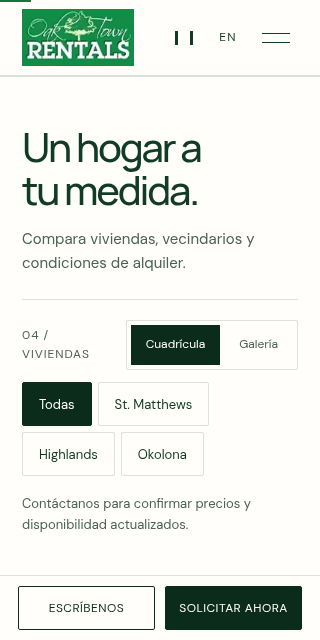 Oak Town
RENTALS
EN
Un hogar a
tu medida.
Compara viviendas, vecindarios y
condiciones de alquiler.
04 /
VIVIENDAS
Cuadrícula
Galería
Todas
St. Matthews
Highlands
Okolona
Contáctanos para confirmar precios y
disponibilidad actualizados.
ESCRÍBENOS
SOLICITAR AHORA